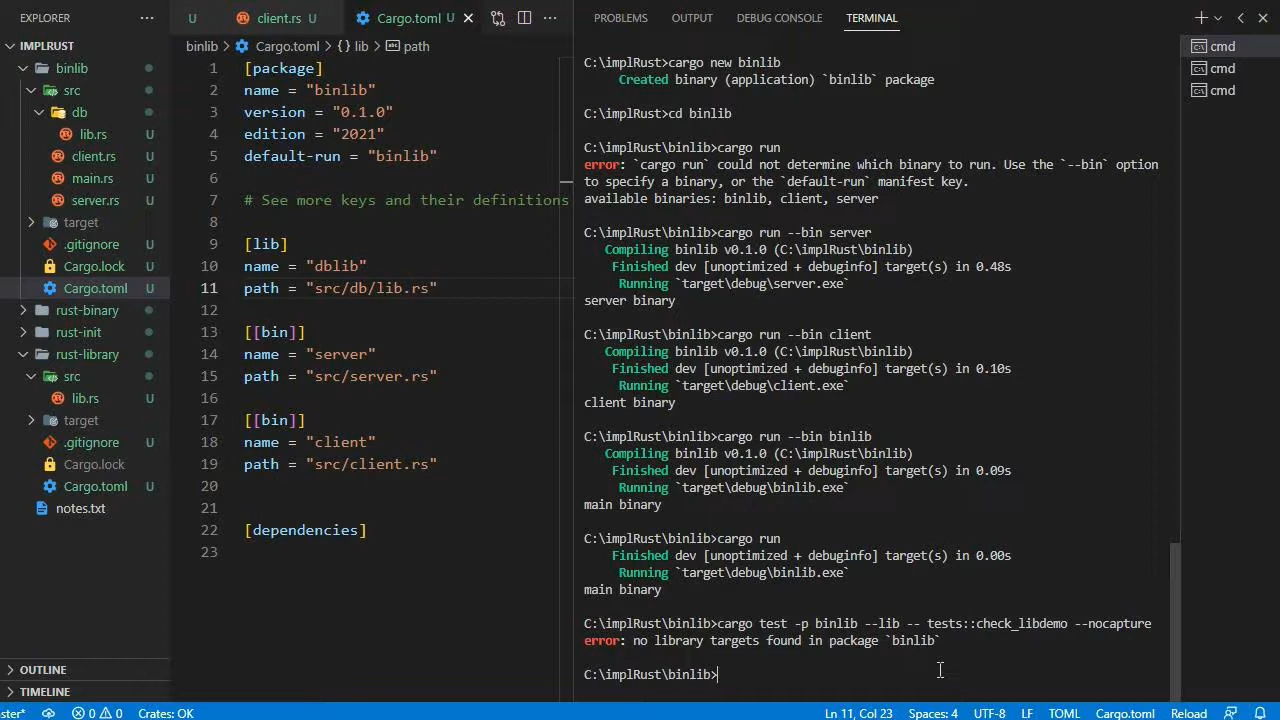 EXPLORER
IMPLRUST
binlib
src
db
lib.rs U
client.rs U
main.rs U
server.rs U
target
.gitignore U
Cargo.lock U
Cargo.toml U
rust-binary
rust-init
rust-library
src
lib.rs U
target
.gitignore U
Cargo.lock
Cargo.toml U
notes.txt
OUTLINE
TIMELINE
U client.rs U Cargo.toml U
binlib > Cargo.toml > { } lib > path
1 [package]
2 name = "binlib"
3 version = "0.1.0"
4 edition = "2021"
5 default-run = "binlib"
6
7 # See more keys and their definitions
8
9 [lib]
10 name = "dblib"
11 path = "src/db/lib.rs"
12
13 [[bin]]
14 name = "server"
15 path = "src/server.rs"
16
17 [[bin]]
18 name = "client"
19 path = "src/client.rs"
20
21
22 [dependencies]
23
PROBLEMS OUTPUT DEBUG CONSOLE TERMINAL
C:\implRust>cargo new binlib
Created binary (application) `binlib` package
C:\implRust>cd binlib
C:\implRust\binlib>cargo run
error: `cargo run` could not determine which binary to run. Use the `--bin` option
to specify a binary, or the `default-run` manifest key.
available binaries: binlib, client, server
C:\implRust\binlib>cargo run --bin server
Compiling binlib v0.1.0 (C:\implRust\binlib)
Finished dev [unoptimized + debuginfo] target(s) in 0.48s
Running `target\debug\server.exe`
server binary
C:\implRust\binlib>cargo run --bin client
Compiling binlib v0.1.0 (C:\implRust\binlib)
Finished dev [unoptimized + debuginfo] target(s) in 0.10s
Running `target\debug\client.exe`
client binary
C:\implRust\binlib>cargo run --bin binlib
Compiling binlib v0.1.0 (C:\implRust\binlib)
Finished dev [unoptimized + debuginfo] target(s) in 0.09s
Running `target\debug\binlib.exe`
main binary
C:\implRust\binlib>cargo run
Finished dev [unoptimized + debuginfo] target(s) in 0.00s
Running `target\debug\binlib.exe`
main binary
C:\implRust\binlib>cargo test -p binlib --lib -- tests::check_libdemo --nocapture
error: no library targets found in package `binlib`
C:\implRust\binlib>
cmd
cmd
cmd
ster* 0 0 Crates: OK Ln 11, Col 23 Spaces: 4 UTF-8 LF TOML Cargo.toml Reload